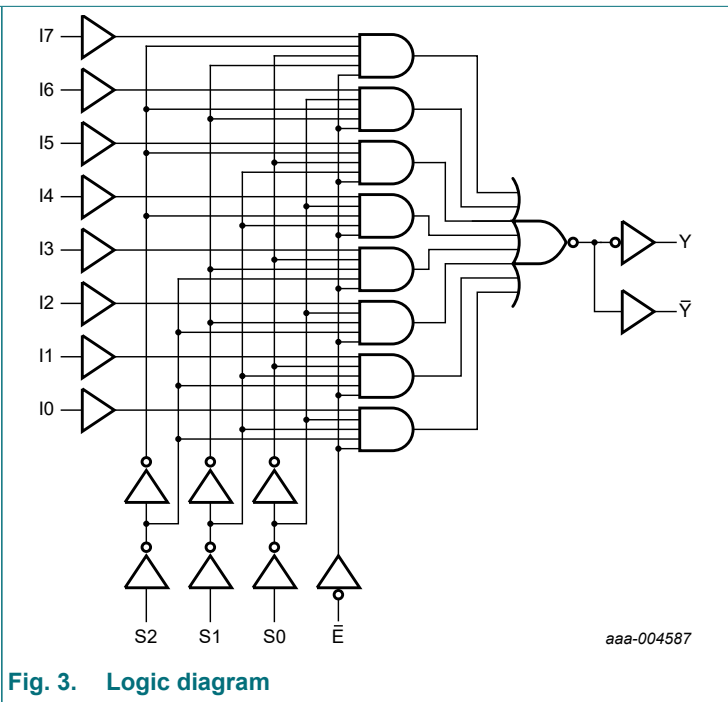 I7
I6
I5
I4
I3
I2
I1
I0
Y
Y̅
S2 S1 S0 E̅
aaa-004587
Fig. 3. Logic diagram